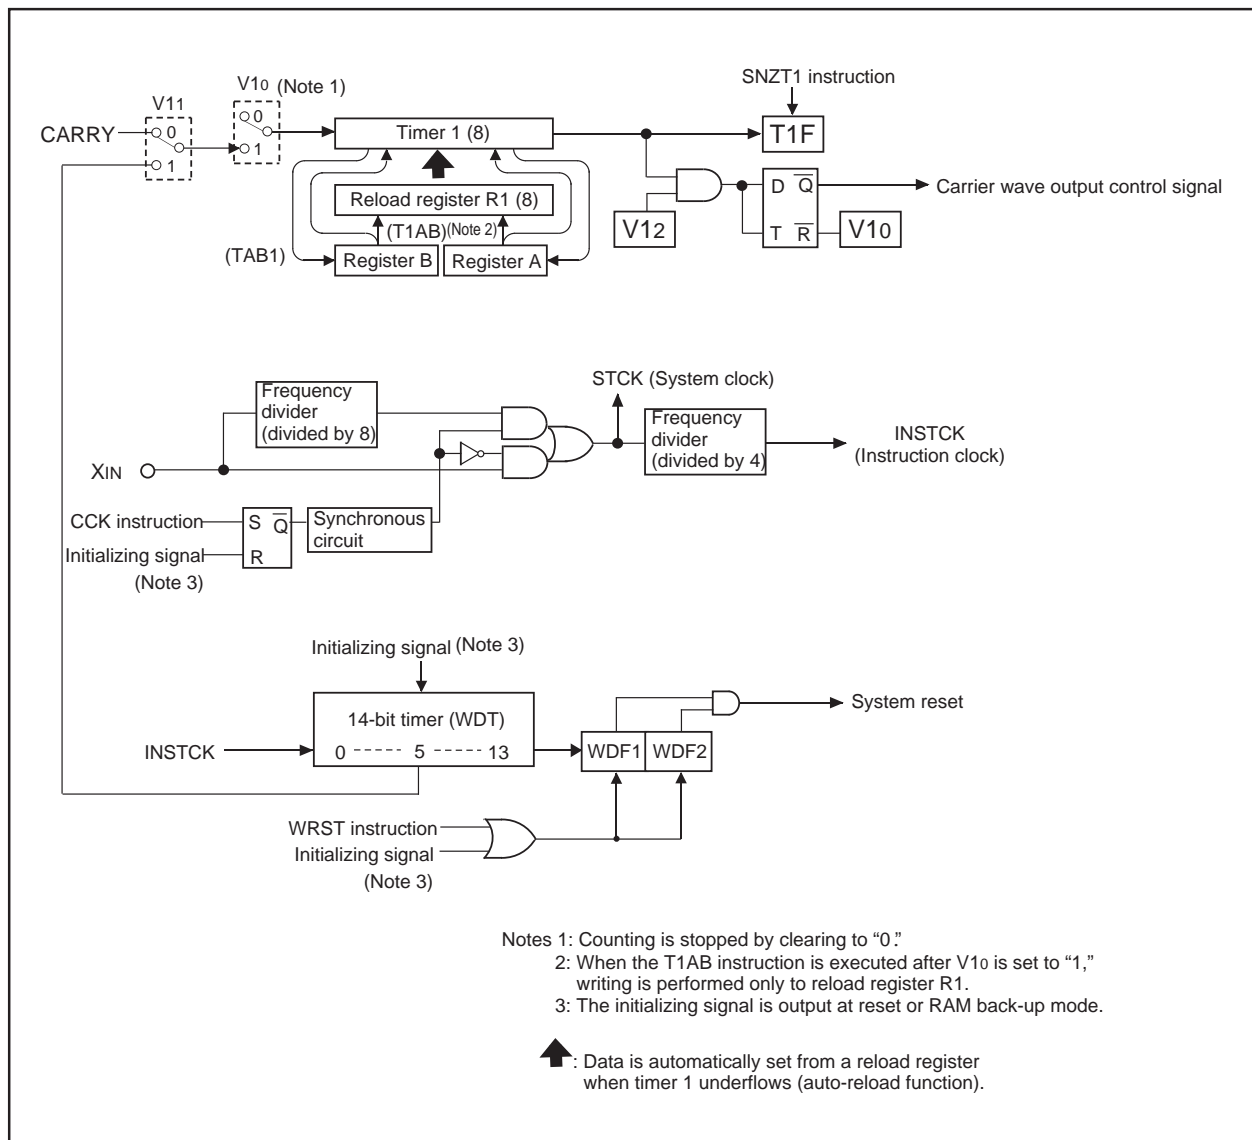 SNZT1 instruction
V10 (Note 1)
V11
CARRY
0
1
0
1
Timer 1 (8)
T1F
Reload register R1 (8)
(T1AB) (Note 2)
(TAB1)
Register B
Register A
V12
D Q
T R
V10
Carrier wave output control signal
STCK (System clock)
Frequency
divider
(divided by 8)
Frequency
divider
(divided by 4)
INSTCK
(Instruction clock)
XIN
CCK instruction
Initializing signal
(Note 3)
S Q
R
Synchronous
circuit
Initializing signal (Note 3)
14-bit timer (WDT)
0 ----- 5 ----- 13
INSTCK
WDF1 WDF2
System reset
WRST instruction
Initializing signal
(Note 3)
Notes 1: Counting is stopped by clearing to “0.”
2: When the T1AB instruction is executed after V10 is set to “1,”
writing is performed only to reload register R1.
3: The initializing signal is output at reset or RAM back-up mode.
: Data is automatically set from a reload register
when timer 1 underflows (auto-reload function).